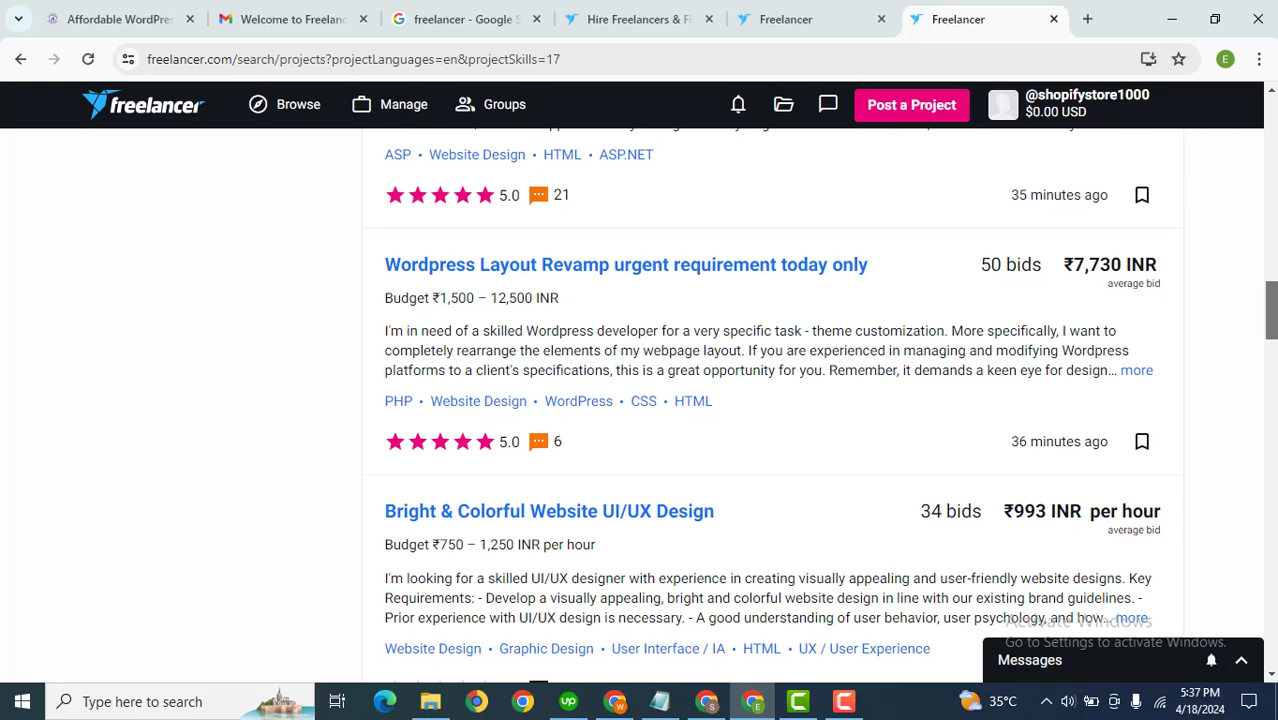 Affordable WordPres
Welcome to Freelanc
freelancer - Google S
Hire Freelancers & Fi
Freelancer
Freelancer
freelancer.com/search/projects?projectLanguages=en&projectSkills=17
E
freelancer
Browse
Manage
Groups
Post a Project
@shopifystore1000
$0.00 USD
ASP • Website Design • HTML • ASP.NET
5.0 21 35 minutes ago
Wordpress Layout Revamp urgent requirement today only 50 bids ₹7,730 INR
average bid
Budget ₹1,500 – 12,500 INR
I'm in need of a skilled Wordpress developer for a very specific task - theme customization. More specifically, I want to
completely rearrange the elements of my webpage layout. If you are experienced in managing and modifying Wordpress
platforms to a client's specifications, this is a great opportunity for you. Remember, it demands a keen eye for design... more
PHP • Website Design • WordPress • CSS • HTML
5.0 6 36 minutes ago
Bright & Colorful Website UI/UX Design 34 bids ₹993 INR per hour
average bid
Budget ₹750 – 1,250 INR per hour
I'm looking for a skilled UI/UX designer with experience in creating visually appealing and user-friendly website designs. Key
Requirements: - Develop a visually appealing, bright and colorful website design in line with our existing brand guidelines. -
Prior experience with UI/UX design is necessary. - A good understanding of user behavior, user psychology, and how... more
Activate Windows
Go to Settings to activate Windows.
Website Design • Graphic Design • User Interface / IA • HTML • UX / User Experience
Messages
Type here to search
35°C
5:37 PM
4/18/2024